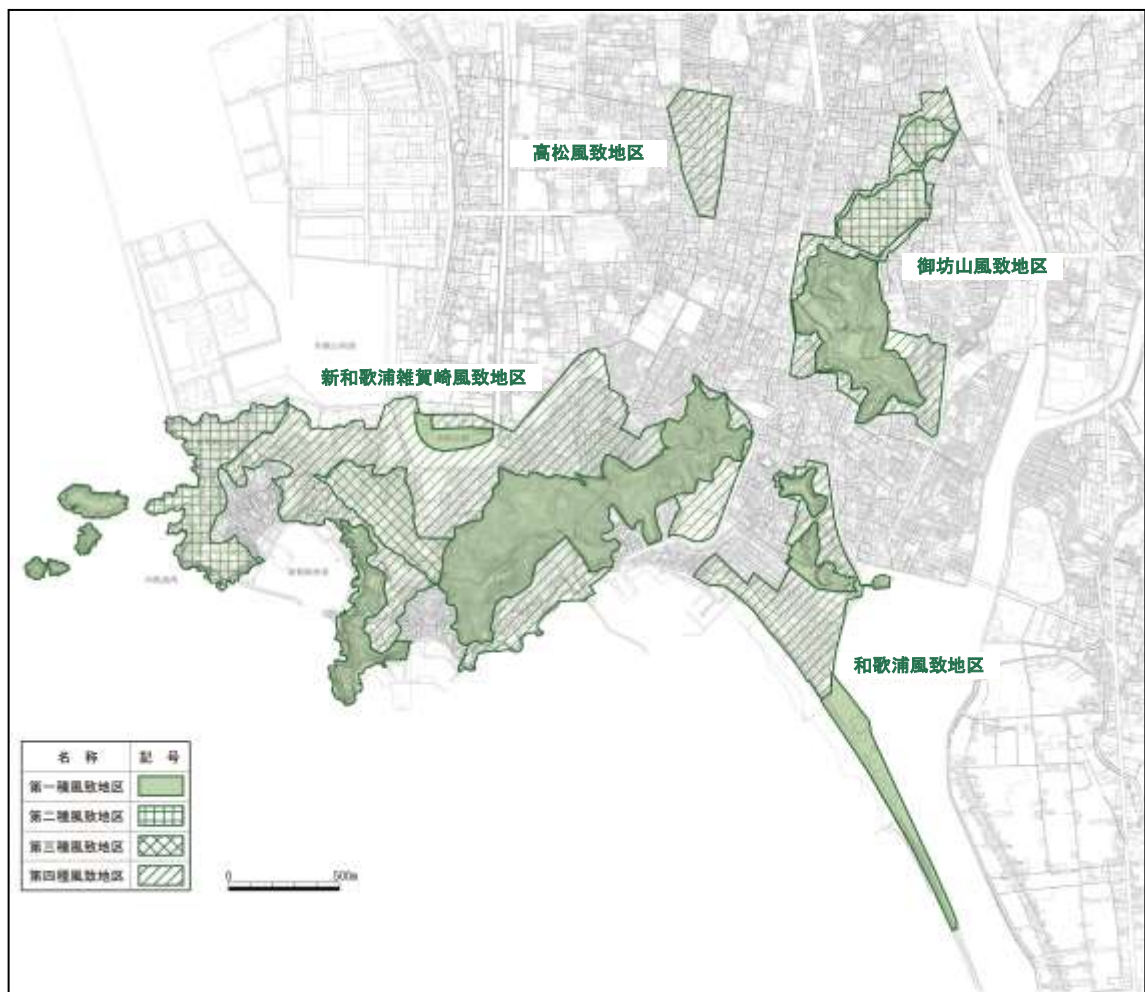 高松風致地区
御坊山風致地区
新和歌浦雑賀崎風致地区
和歌浦風致地区
名 称 記 号
第一種風致地区
第二種風致地区
第三種風致地区
第四種風致地区
0 500m